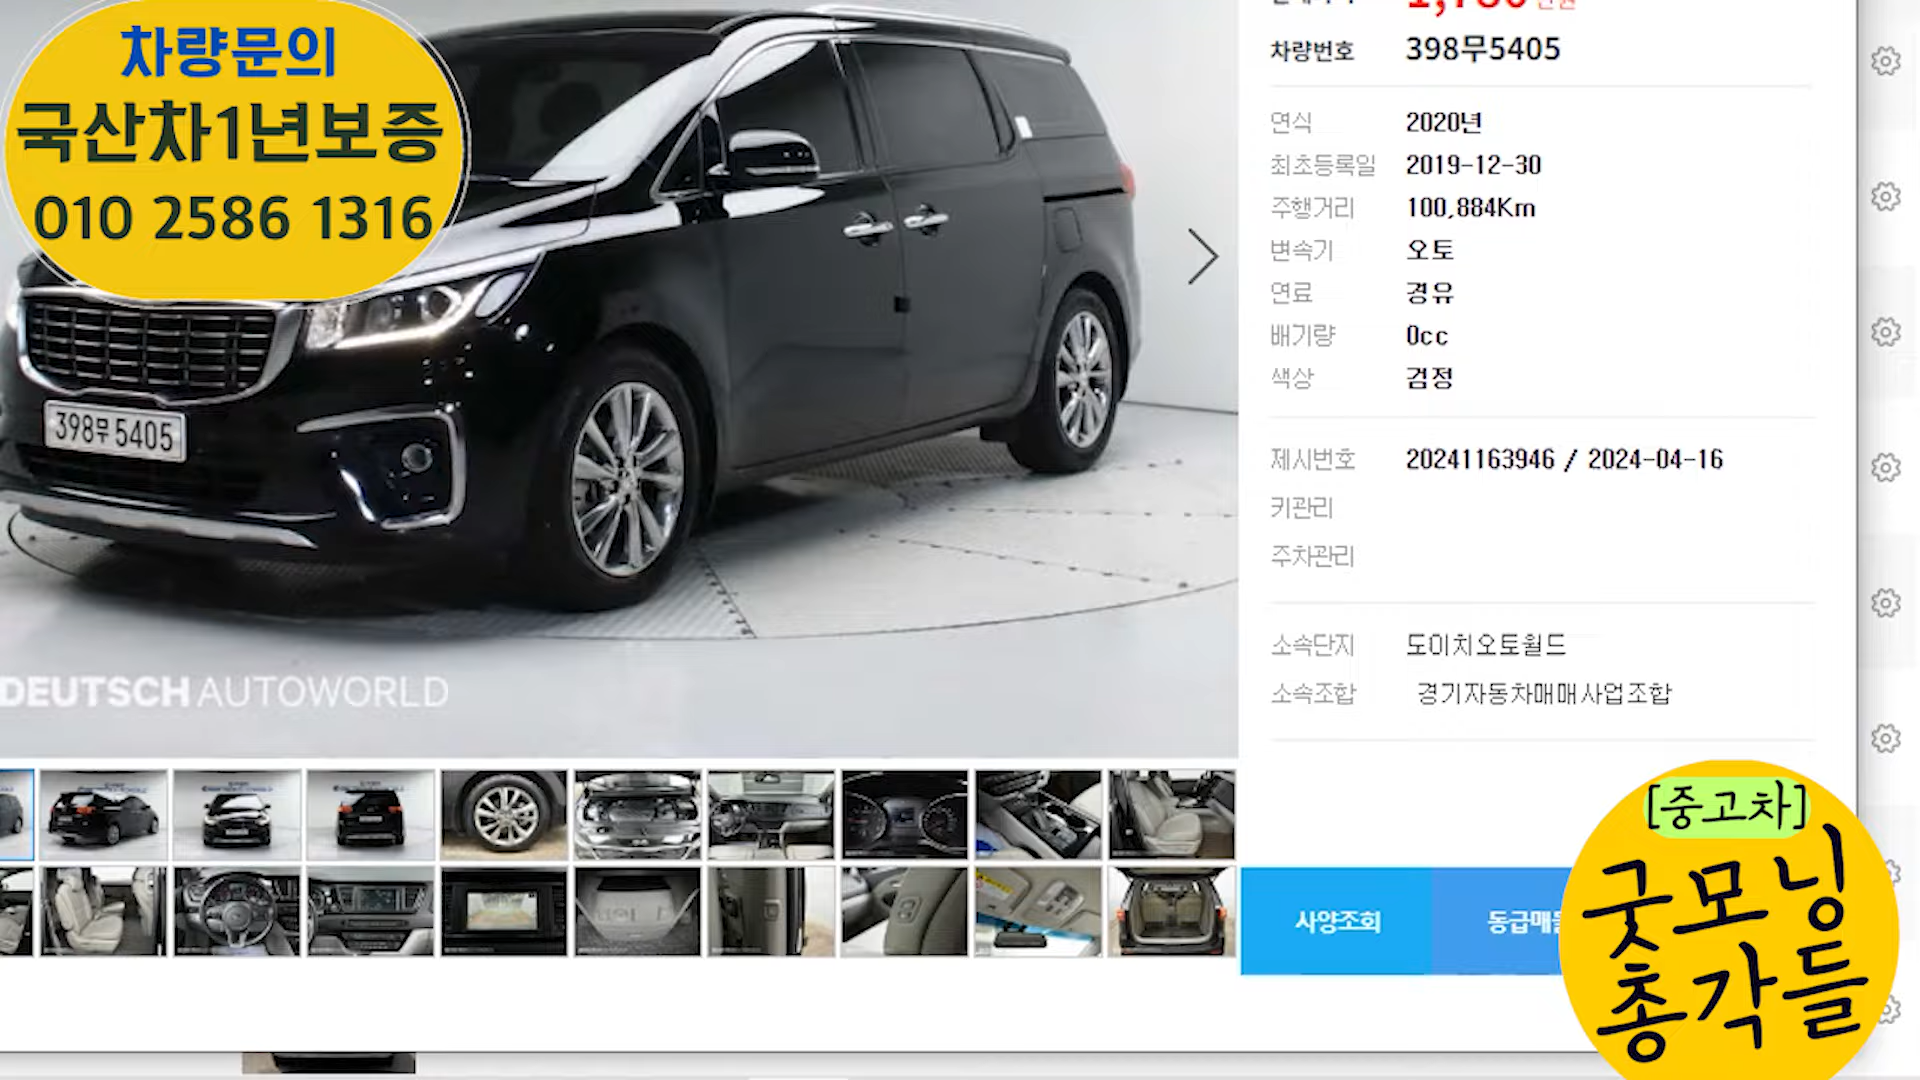 차량문의
국산차1년보증
010 2586 1316
차량번호 398무5405
연식 2020년
최초등록일 2019-12-30
주행거리 100,884Km
변속기 오토
연료 경유
배기량 0cc
색상 검정
제시번호 20241163946 / 2024-04-16
키관리
주차관리
소속단지 도이치오토월드
소속조합 경기자동차매매사업조합
398무5405
DEUTSCH AUTOWORLD
사양조회
동급매
[중고차]
굿모닝
총각들